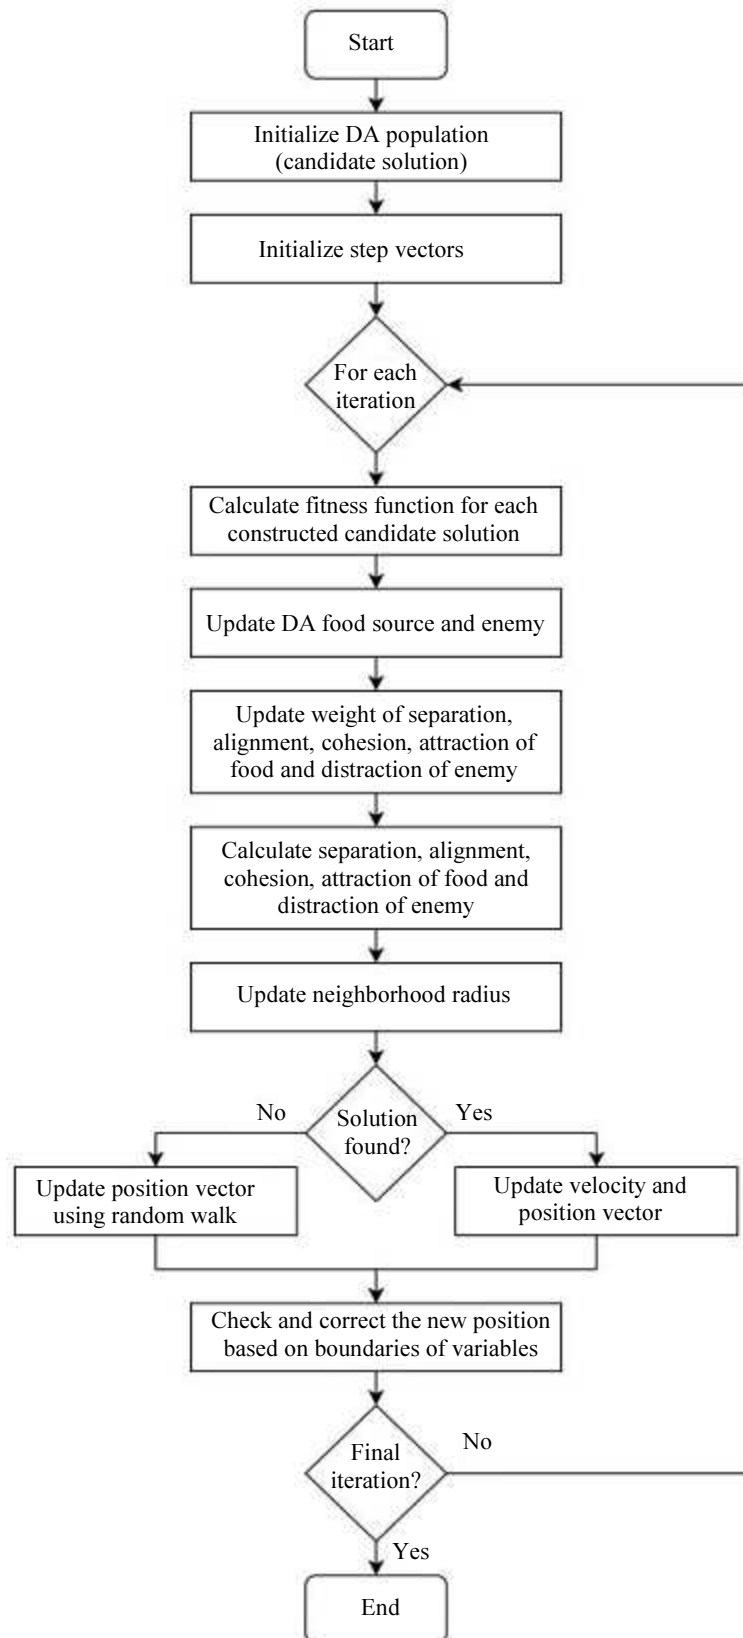 Start
Initialize DA population
(candidate solution)
Initialize step vectors
For each
iteration
Calculate fitness function for each
constructed candidate solution
Update DA food source and enemy
Update weight of separation,
alignment, cohesion, attraction of
food and distraction of enemy
Calculate separation, alignment,
cohesion, attraction of food and
distraction of enemy
Update neighborhood radius
No
Solution
found?
Yes
Update position vector
using random walk
Update velocity and
position vector
Check and correct the new position
based on boundaries of variables
Final
iteration?
No
Yes
End